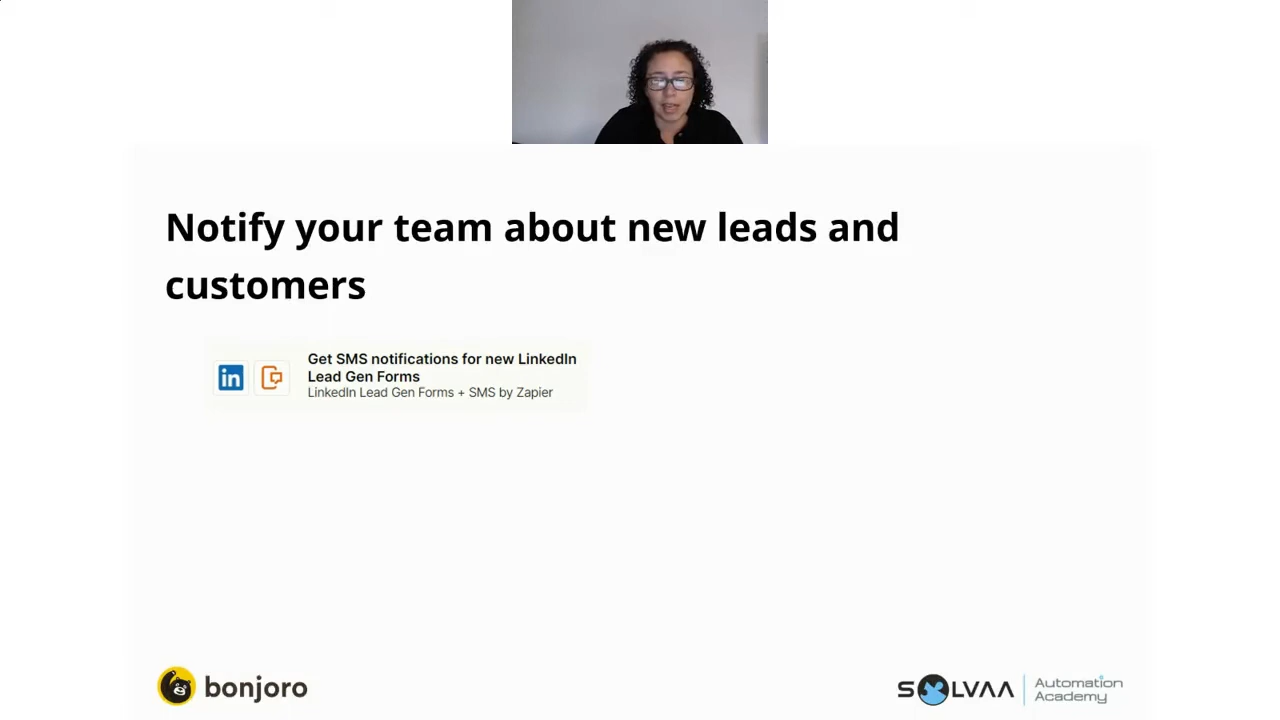 Notify your team about new leads and
customers
Get SMS notifications for new LinkedIn
Lead Gen Forms
LinkedIn Lead Gen Forms + SMS by Zapier
bonjoro
SOLVAA
Automation
Academy